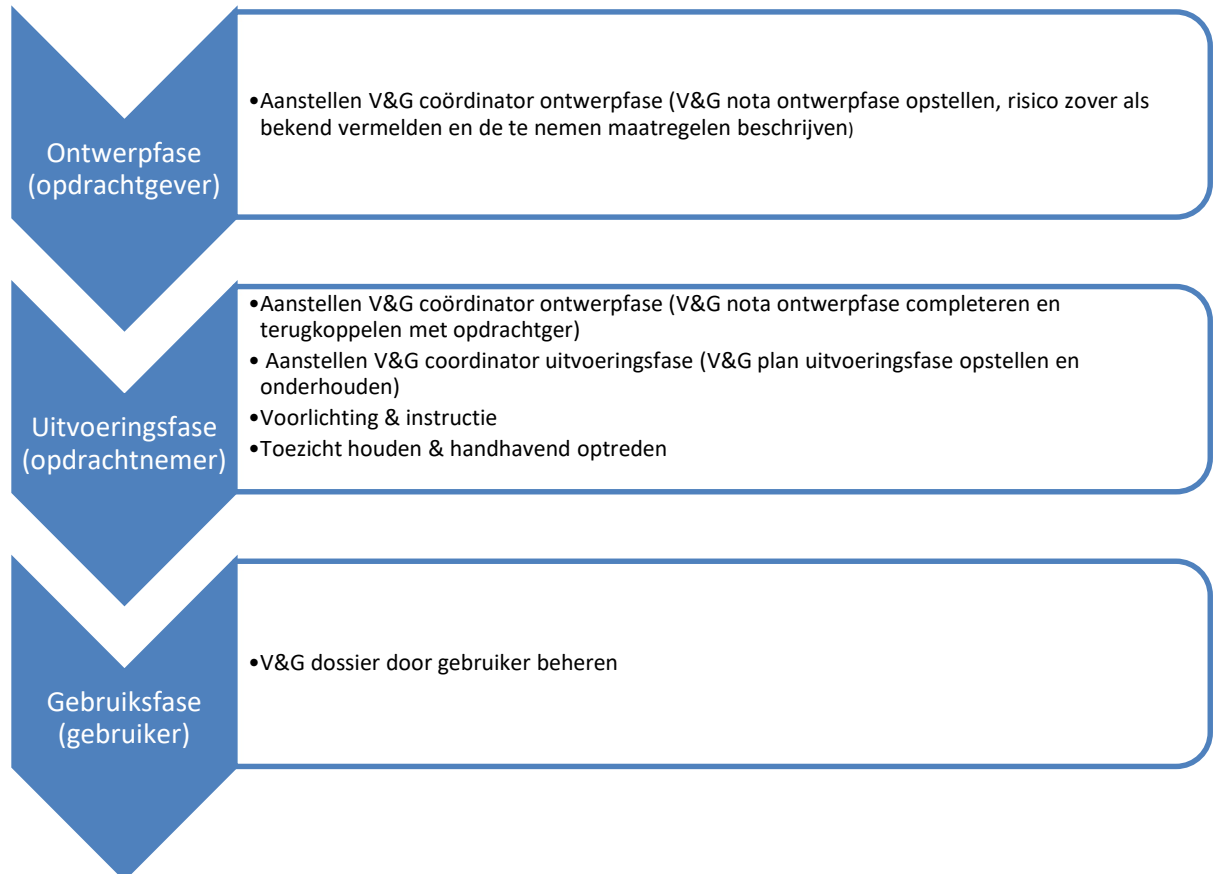 Ontwerpfase
(opdrachtgever)
•Aanstellen V&G coördinator ontwerpfase (V&G nota ontwerpfase opstellen, risico zover als
bekend vermelden en de te nemen maatregelen beschrijven)
Uitvoeringsfase
(opdrachtnemer)
•Aanstellen V&G coördinator ontwerpfase (V&G nota ontwerpfase completeren en
terugkoppelen met opdrachtger)
• Aanstellen V&G coordinator uitvoeringsfase (V&G plan uitvoeringsfase opstellen en
onderhouden)
•Voorlichting & instructie
•Toezicht houden & handhavend optreden
Gebruiksfase
(gebruiker)
•V&G dossier door gebruiker beheren